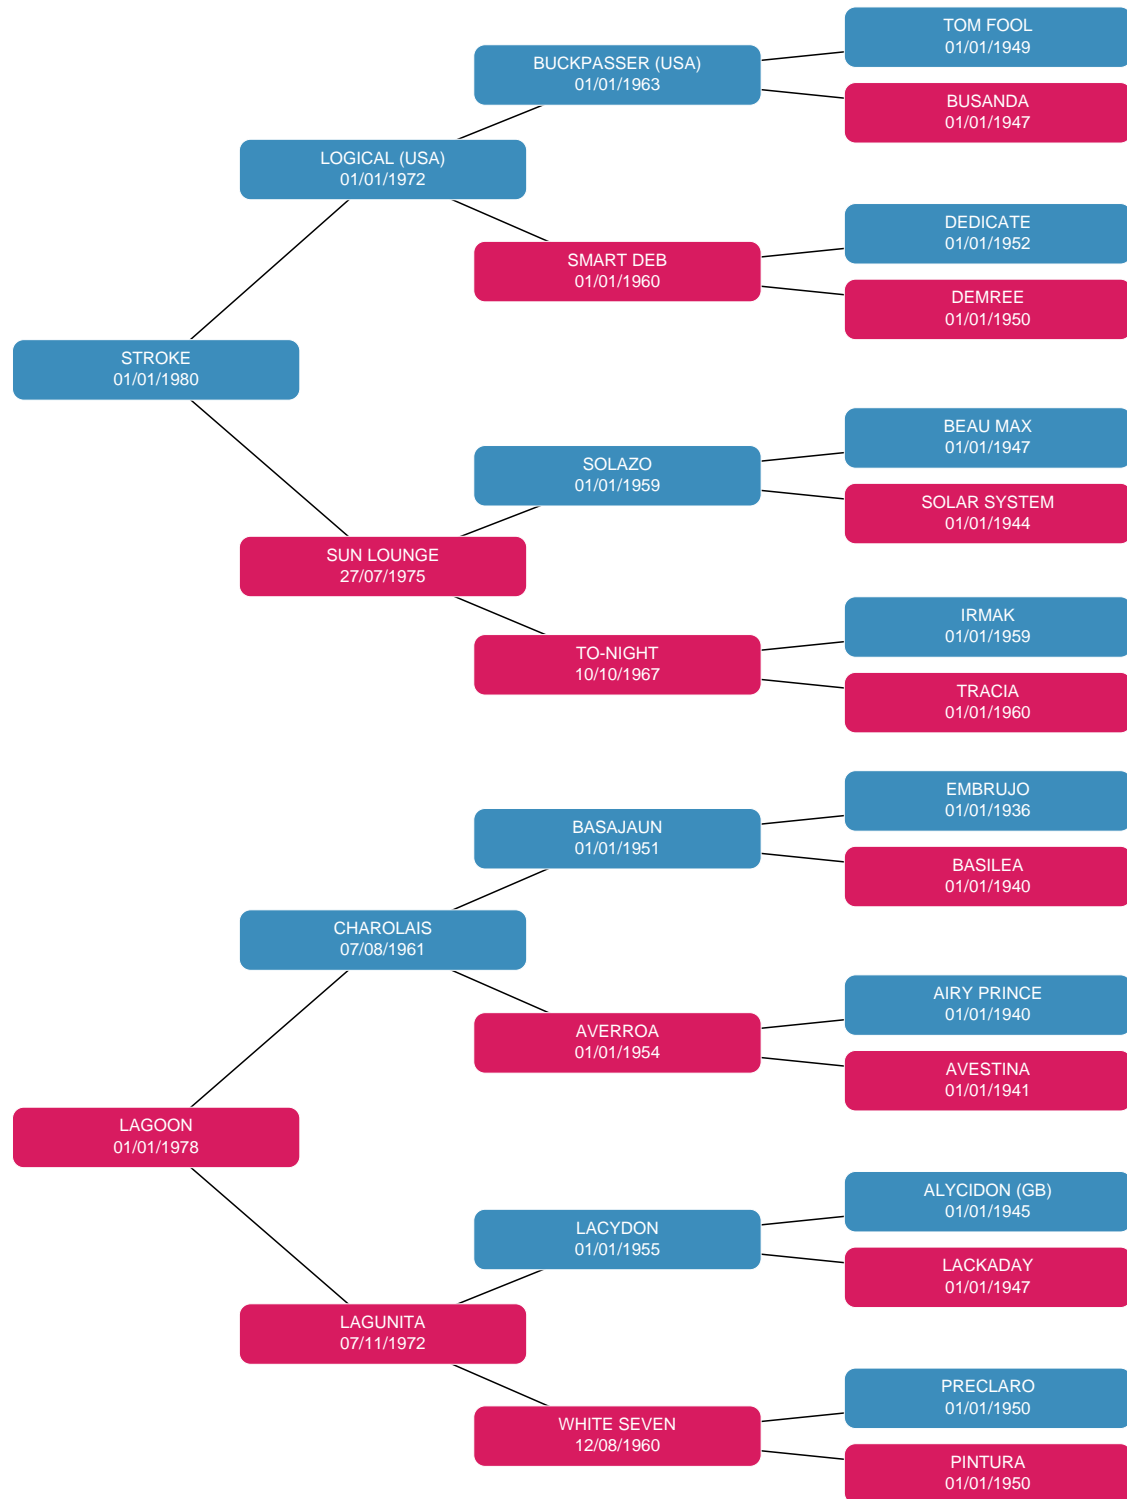 TOM FOOL
01/01/1949
BUCKPASSER (USA)
01/01/1963
BUSANDA
01/01/1947
LOGICAL (USA)
01/01/1972
DEDICATE
01/01/1952
SMART DEB
01/01/1960
DEMREE
01/01/1950
STROKE
01/01/1980
BEAU MAX
01/01/1947
SOLAZO
01/01/1959
SOLAR SYSTEM
01/01/1944
SUN LOUNGE
27/07/1975
IRMAK
01/01/1959
TO-NIGHT
10/10/1967
TRACIA
01/01/1960
EMBRUJO
01/01/1936
BASAJAUN
01/01/1951
BASILEA
01/01/1940
CHAROLAIS
07/08/1961
AIRY PRINCE
01/01/1940
AVERROA
01/01/1954
AVESTINA
01/01/1941
LAGOON
01/01/1978
ALYCIDON (GB)
01/01/1945
LACYDON
01/01/1955
LACKADAY
01/01/1947
LAGUNITA
07/11/1972
PRECLARO
01/01/1950
WHITE SEVEN
12/08/1960
PINTURA
01/01/1950